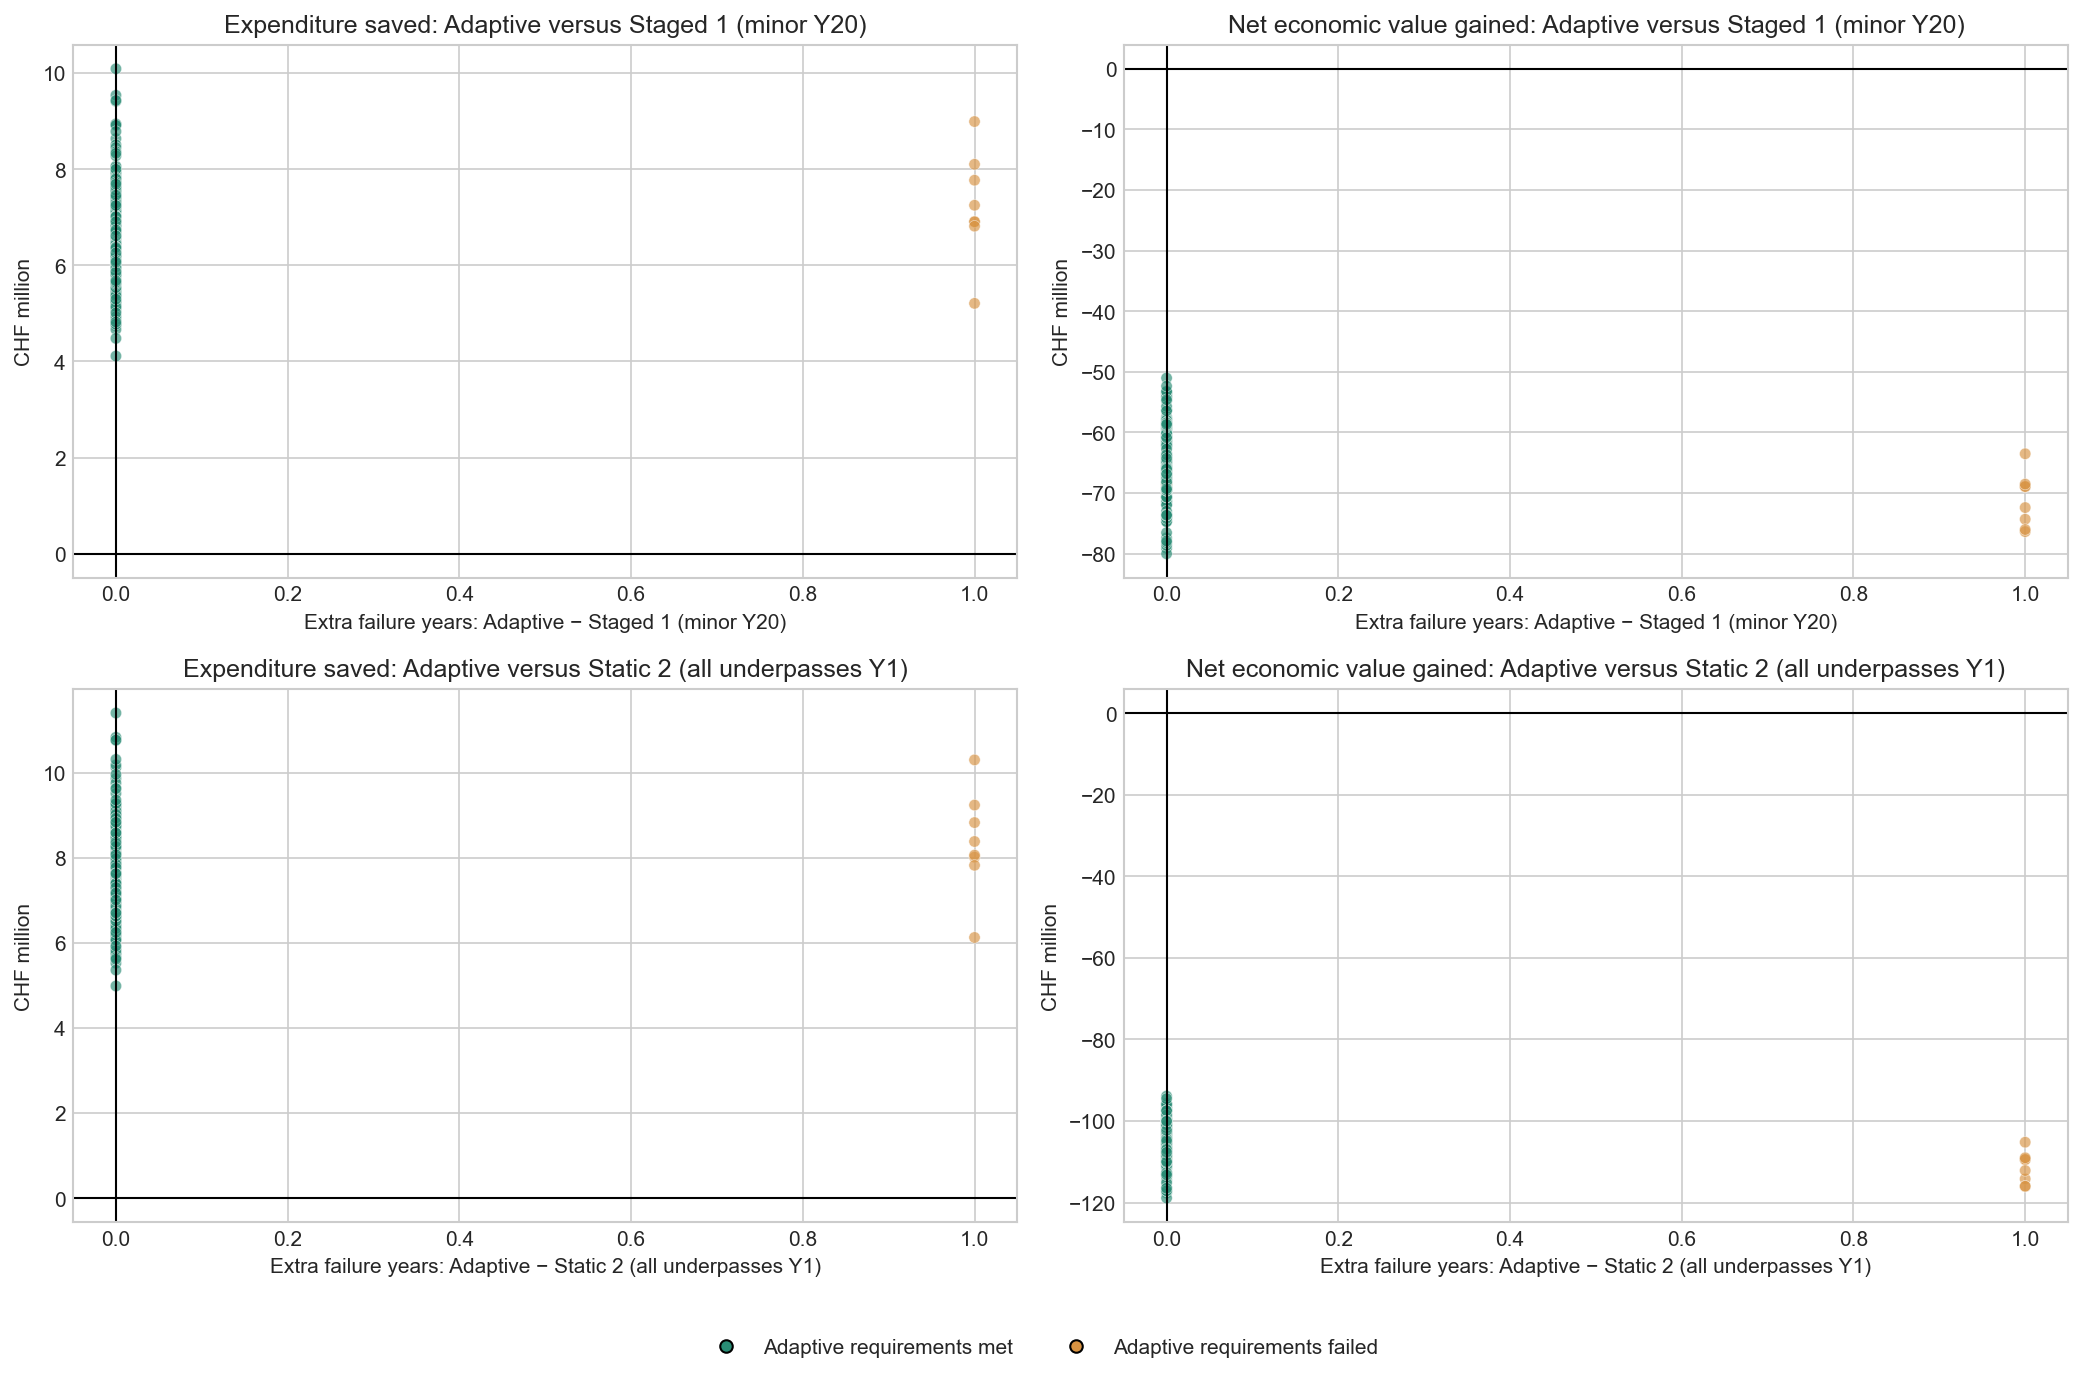 Expenditure saved: Adaptive versus Staged 1 (minor Y20)
CHF million
10
8
6
4
2
0
0.0 0.2 0.4 0.6 0.8 1.0
Extra failure years: Adaptive − Staged 1 (minor Y20)
Net economic value gained: Adaptive versus Staged 1 (minor Y20)
CHF million
0
−10
−20
−30
−40
−50
−60
−70
−80
0.0 0.2 0.4 0.6 0.8 1.0
Extra failure years: Adaptive − Staged 1 (minor Y20)
Expenditure saved: Adaptive versus Static 2 (all underpasses Y1)
CHF million
10
8
6
4
2
0
0.0 0.2 0.4 0.6 0.8 1.0
Extra failure years: Adaptive − Static 2 (all underpasses Y1)
Net economic value gained: Adaptive versus Static 2 (all underpasses Y1)
CHF million
0
−20
−40
−60
−80
−100
−120
0.0 0.2 0.4 0.6 0.8 1.0
Extra failure years: Adaptive − Static 2 (all underpasses Y1)
Adaptive requirements met
Adaptive requirements failed